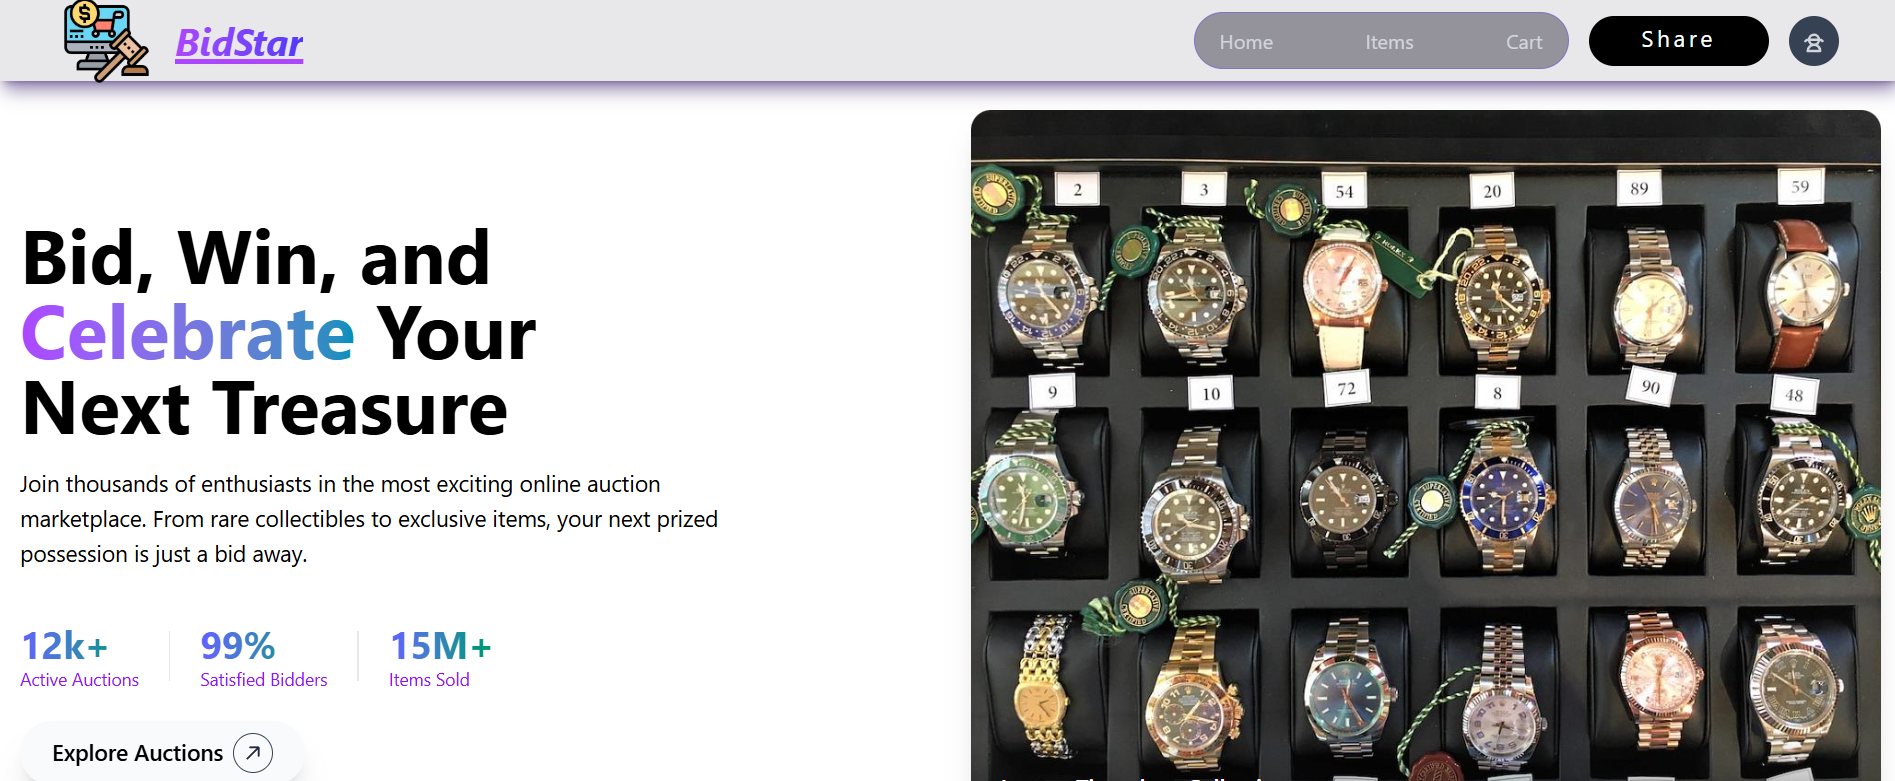 BidStar
Home
Items
Cart
Share
Bid, Win, and
Celebrate Your
Next Treasure
Join thousands of enthusiasts in the most exciting online auction
marketplace. From rare collectibles to exclusive items, your next prized
possession is just a bid away.
12k+
Active Auctions
99%
Satisfied Bidders
15M+
Items Sold
Explore Auctions
2
3
54
20
89
59
9
10
72
8
90
48